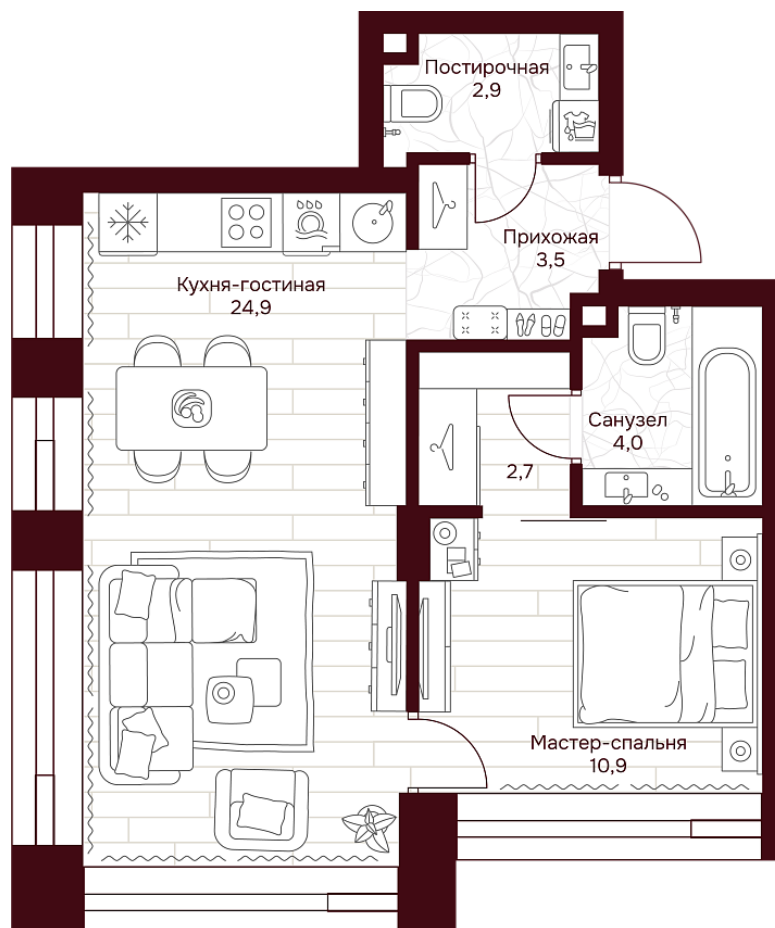 Постирочная
2,9
Прихожая
3,5
Кухня-гостиная
24,9
Санузел
4,0
2,7
Мастер-спальня
10,9